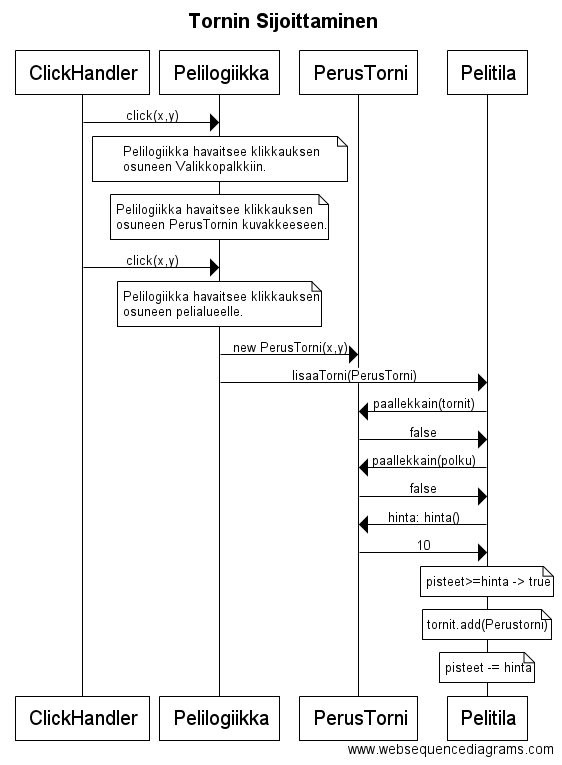 Tornin Sijoittaminen
ClickHandler
Pelilogiikka
PerusTorni
Pelitila
click(x,y)
Pelilogiikka havaitsee klikkauksen
osuneen Valikkopalkkiin.
Pelilogiikka havaitsee klikkauksen
osuneen PerusTornin kuvakkeeseen.
click(x,y)
Pelilogiikka havaitsee klikkauksen
osuneen pelialueelle.
new PerusTorni(x,y)
lisaaTorni(PerusTorni)
paallekkain(tornit)
false
paallekkain(polku)
false
hinta: hinta()
10
pisteet>=hinta -> true
tornit.add(Perustorni)
pisteet -= hinta
ClickHandler
Pelilogiikka
PerusTorni
Pelitila
www.websequencediagrams.com